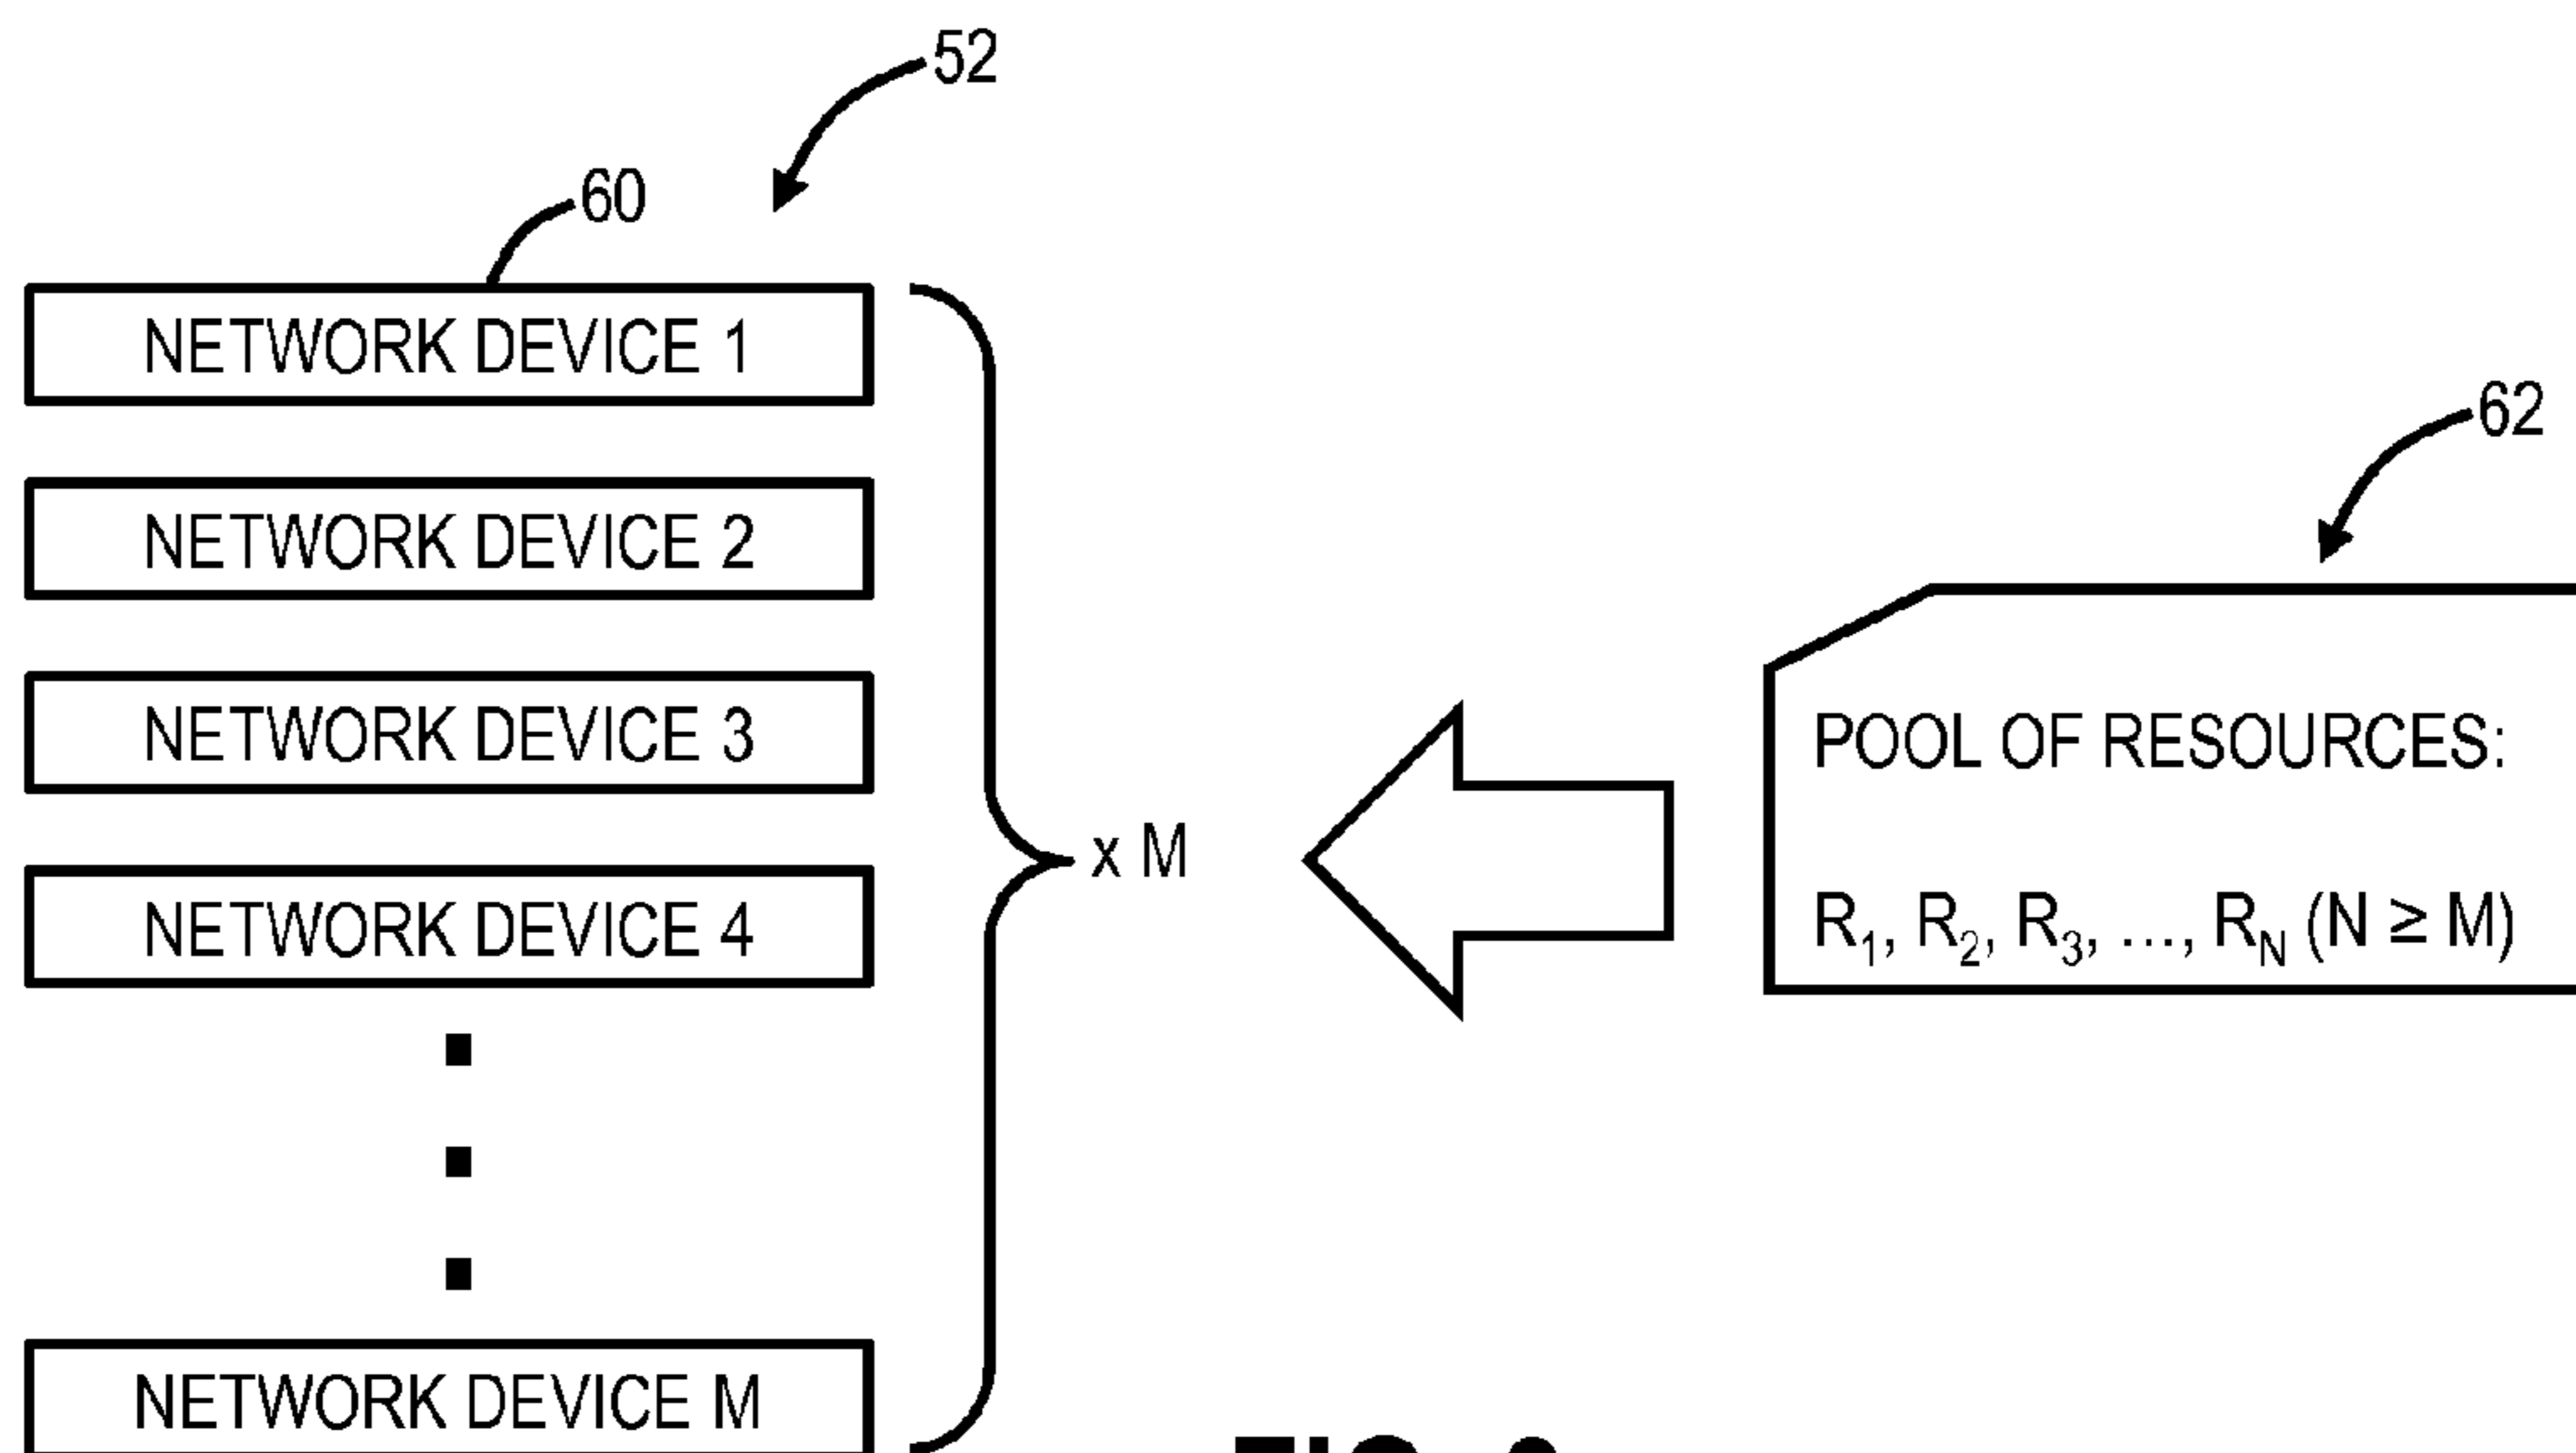 52
60
NETWORK DEVICE 1
62
NETWORK DEVICE 2
NETWORK DEVICE 3
POOL OF RESOURCES:
x M
NETWORK DEVICE 4
R₁, R₂, R₃, ..., R_N (N ≥ M)
NETWORK DEVICE M